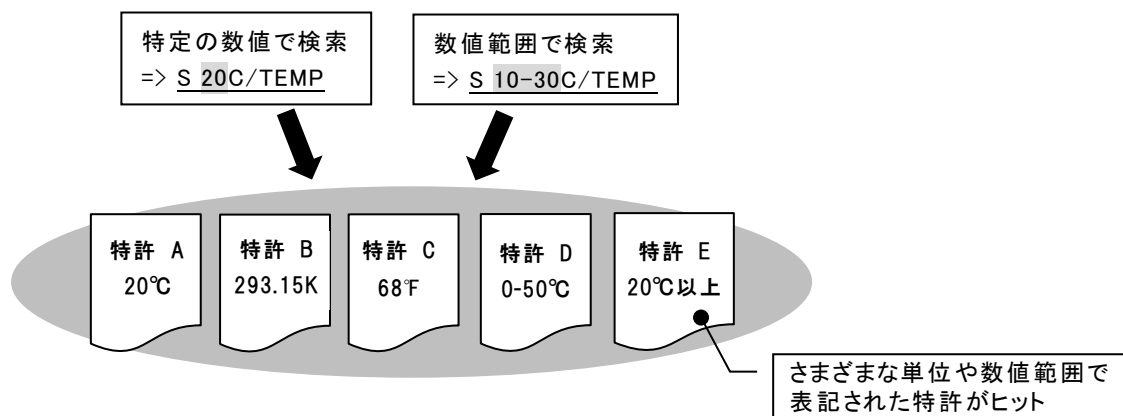 特定の数値で検索
=> S 20C/TEMP
数値範囲で検索
=> S 10-30C/TEMP
特許 A
20℃
特許 B
293.15K
特許 C
68℉
特許 D
0-50℃
特許 E
20℃以上
さまざまな単位や数値範囲で
表記された特許がヒット